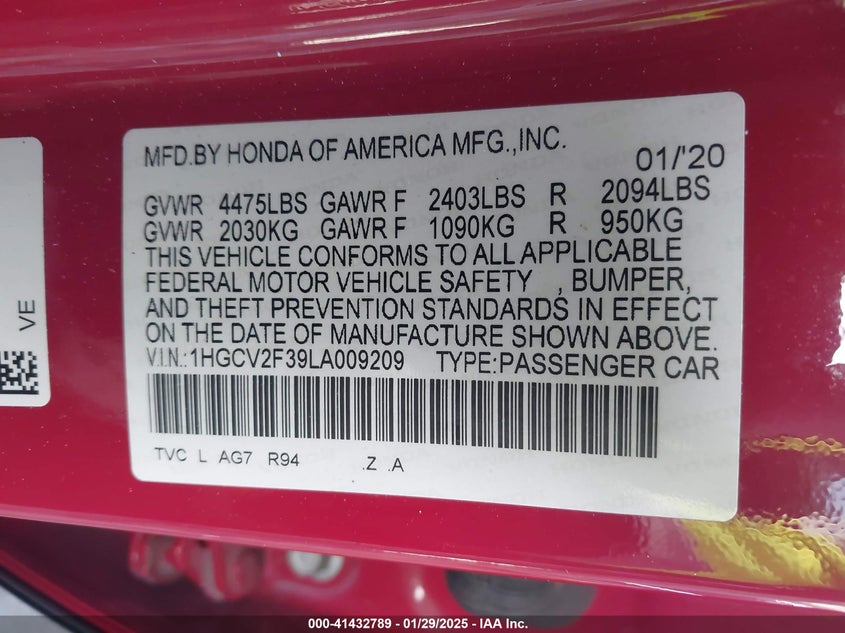 MFD.BY HONDA OF AMERICA MFG.,INC. 01/'20
GVWR 4475LBS GAWR F 2403LBS R 2094LBS
GVWR 2030KG GAWR F 1090KG R 950KG
THIS VEHICLE CONFORMS TO ALL APPLICABLE
FEDERAL MOTOR VEHICLE SAFETY , BUMPER,
AND THEFT PREVENTION STANDARDS IN EFFECT
ON THE DATE OF MANUFACTURE SHOWN ABOVE.
V.I.N.:1HGCV2F39LA009209 TYPE:PASSENGER CAR
TVC L AG7 R94 .Z .A
VE
000-41432789 - 01/29/2025 - IAA Inc.